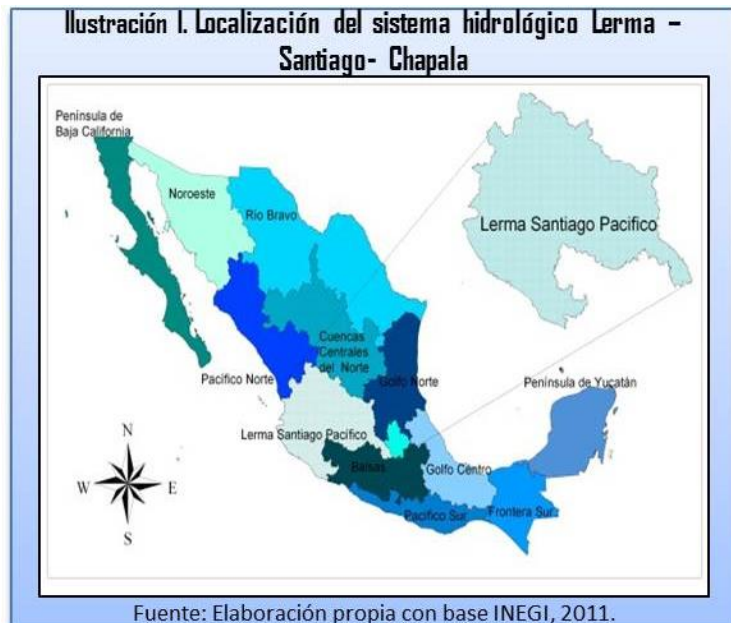 Ilustración I. Localización del sistema hidrológico Lerma –
Santiago- Chapala
Península de
Baja California
Noroeste
Río Bravo
Lerma Santiago Pacifico
Cuencas
Centrales
del Norte
Pacífico Norte
Golfo Norte
Península de Yucatán
Lerma Santiago Pacifico
Balsas
Golfo Centro
Pacifico Sur
Frontera Sur
N
W
E
S
Fuente: Elaboración propia con base INEGI, 2011.